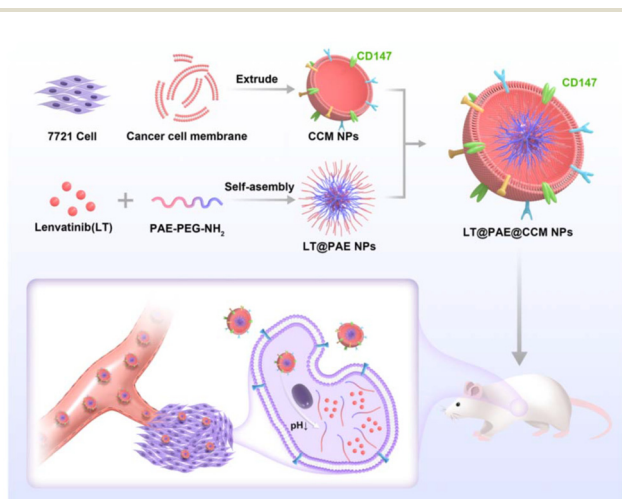 CD147
Extrude
CD147
7721 Cell
Cancer cell membrane
CCM NPs
Self-asembly
Lenvatinib(LT)
PAE-PEG-NH₂
LT@PAE NPs
LT@PAE@CCM NPs
pH↓